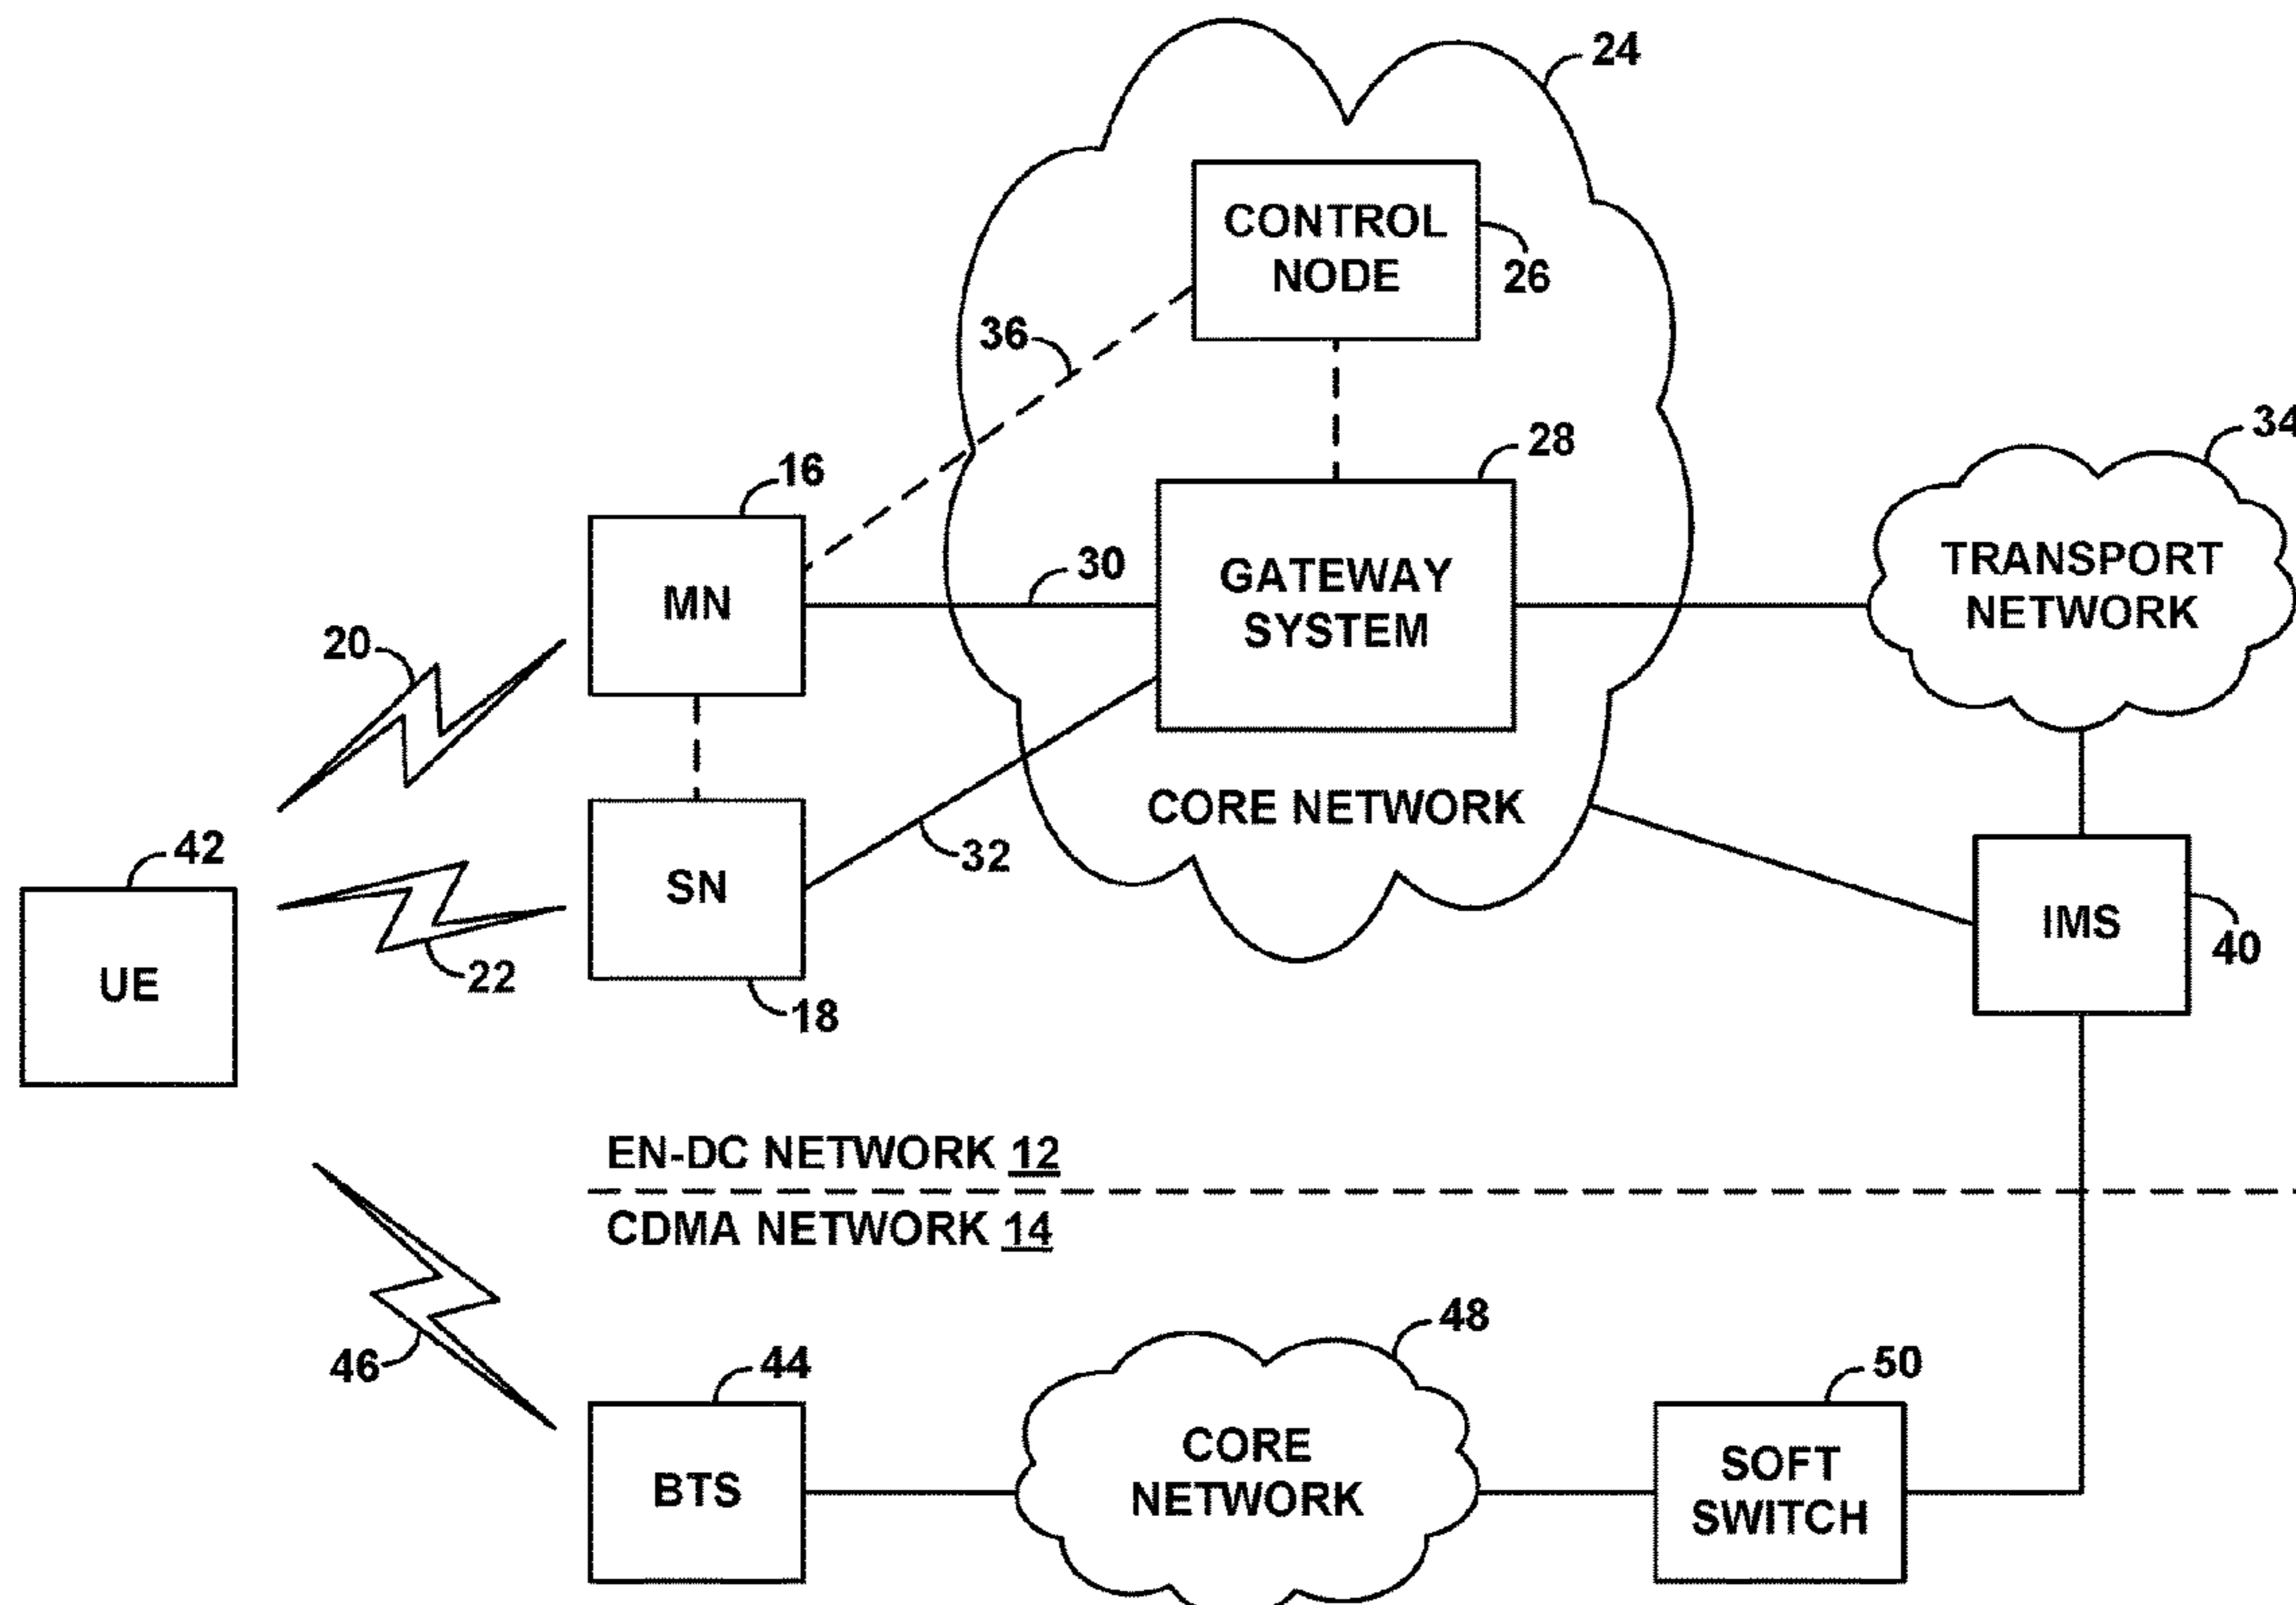 24
CONTROL
NODE
26
36
34
28
16
TRANSPORT
NETWORK
GATEWAY
SYSTEM
30
MN
20
CORE NETWORK
32
42
SN
IMS
40
22
UE
18
EN-DC NETWORK 12
CDMA NETWORK 14
48
46
44
50
CORE
NETWORK
SOFT
SWITCH
BTS